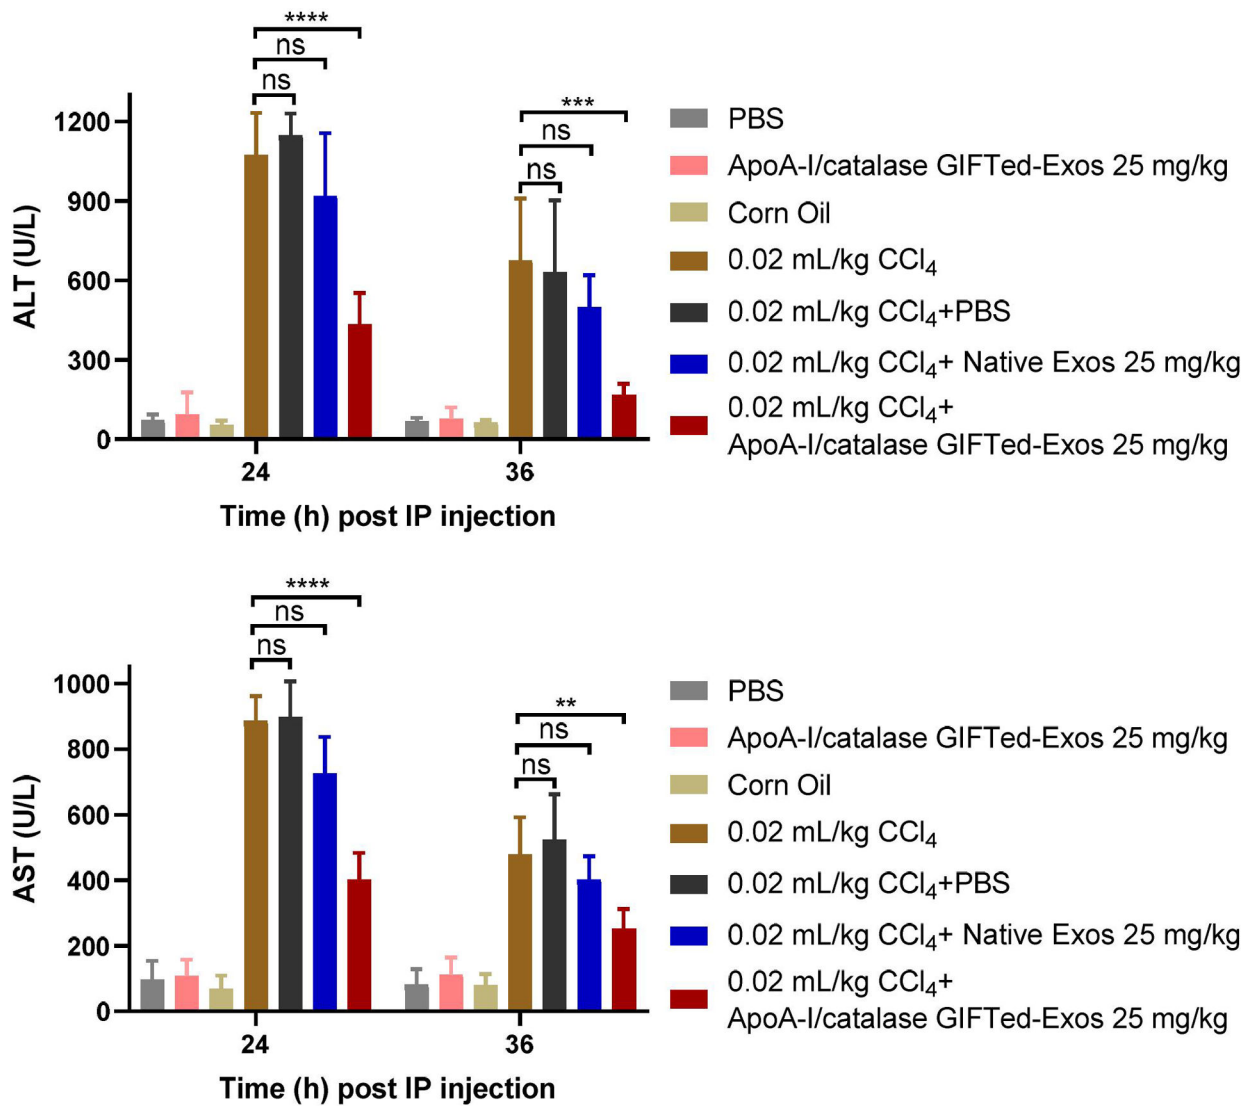 ****
ns
ns
***
ns
ns
1200
900
600
300
0
ALT (U/L)
24
36
Time (h) post IP injection
PBS
ApoA-I/catalase GIFTed-Exos 25 mg/kg
Corn Oil
0.02 mL/kg CCl₄
0.02 mL/kg CCl₄+PBS
0.02 mL/kg CCl₄+ Native Exos 25 mg/kg
0.02 mL/kg CCl₄+
ApoA-I/catalase GIFTed-Exos 25 mg/kg
****
ns
ns
**
ns
ns
1000
800
600
400
200
0
AST (U/L)
24
36
Time (h) post IP injection
PBS
ApoA-I/catalase GIFTed-Exos 25 mg/kg
Corn Oil
0.02 mL/kg CCl₄
0.02 mL/kg CCl₄+PBS
0.02 mL/kg CCl₄+ Native Exos 25 mg/kg
0.02 mL/kg CCl₄+
ApoA-I/catalase GIFTed-Exos 25 mg/kg